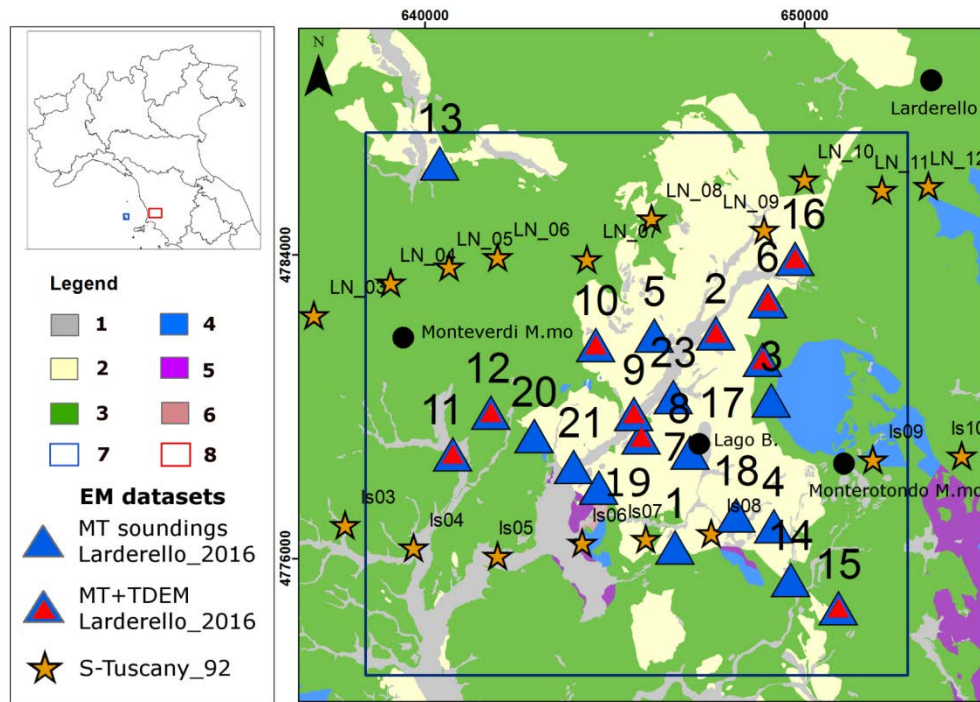 640000
650000
N
4784000
4776000
Legend
1
4
2
5
3
6
7
8
EM datasets
MT soundings
Larderello_2016
MT+TDEM
Larderello_2016
S-Tuscany_92
Larderello
13
LN_10
LN_11
LN_12
LN_08
LN_09
16
LN_07
LN_06
LN_05
LN_04
LN_03
6
10
5
2
Monteverdi M.mo
23
3
9
12
20
8
17
11
21
7
Lago B.
ls09
ls10
Monterotondo M.mo
18
4
19
1
ls03
ls04
ls05
ls06
ls07
ls08
14
15